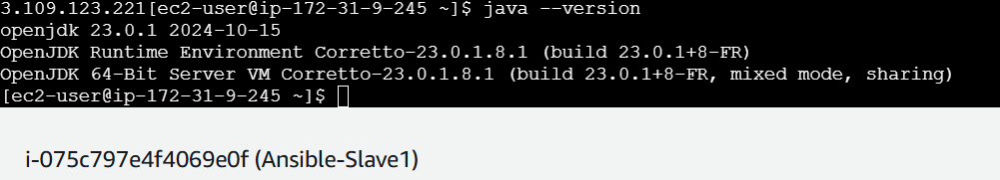 3.109.123.221[ec2-user@ip-172-31-9-245 ~]$ java --version
openjdk 23.0.1 2024-10-15
OpenJDK Runtime Environment Corretto-23.0.1.8.1 (build 23.0.1+8-FR)
OpenJDK 64-Bit Server VM Corretto-23.0.1.8.1 (build 23.0.1+8-FR, mixed mode, sharing)
[ec2-user@ip-172-31-9-245 ~]$
i-075c797e4f4069e0f (Ansible-Slave1)